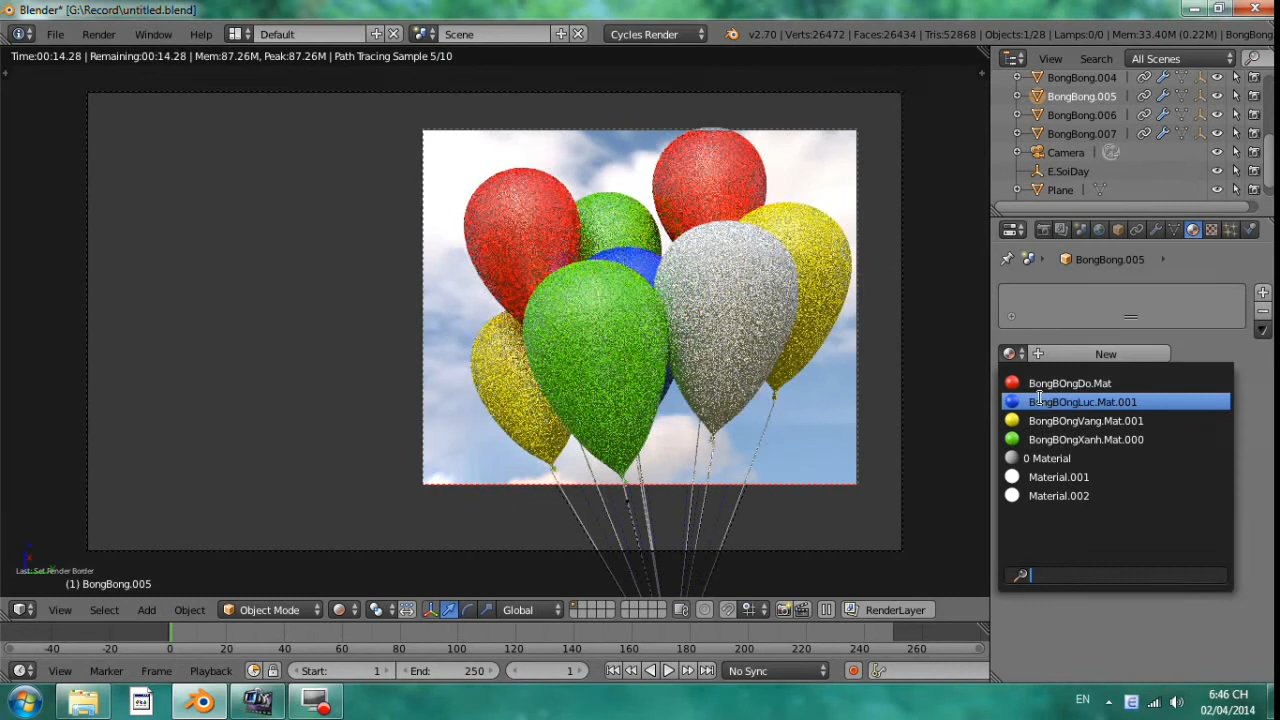 Blender* [G:\Record\untitled.blend]
File Render Window Help Default Scene Cycles Render v2.70 | Verts:26472 | Faces:26434 | Tris:52868 | Objects:1/28 | Lamps:0/0 | Mem:33.40M (0.22M) | BongBong.
Time:00:14.28 | Remaining:00:14.28 | Mem:87.26M, Peak:87.26M | Path Tracing Sample 5/10
View Search All Scenes
BongBong.004
BongBong.005
BongBong.006
BongBong.007
Camera
E.SoiDay
Plane
BongBong.005
New
BongBOngDo.Mat
BongBOngLuc.Mat.001
BongBOngVang.Mat.001
BongBOngXanh.Mat.000
0 Material
Material.001
Material.002
Last: Set Render Border
(1) BongBong.005
View Select Add Object Object Mode Global RenderLayer
-40 -20 0 20 40 60 80 100 120 140 160 180 200 220 240 260
View Marker Frame Playback Start: 1 End: 250 1 No Sync
EN 6:46 CH
02/04/2014